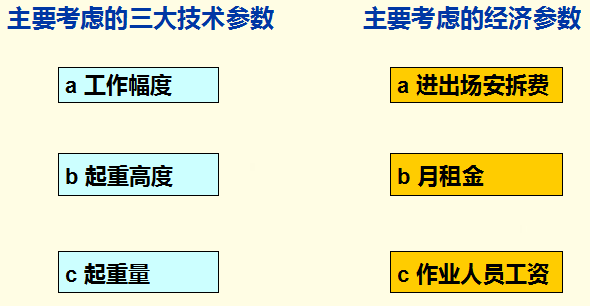 主要考虑的三大技术参数
a 工作幅度
b 起重高度
c 起重量
主要考虑的经济参数
a 进出场安拆费
b 月租金
c 作业人员工资